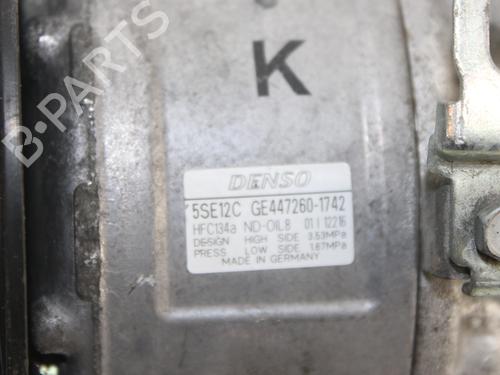 K
DENSO
5SE12C GE447260-1742
HFC134a ND-OIL8 01 I 12216
DESIGN HIGH SIDE 3.53MPa
PRESS LOW SIDE 1.67MPa
MADE IN GERMANY
B-PARTS